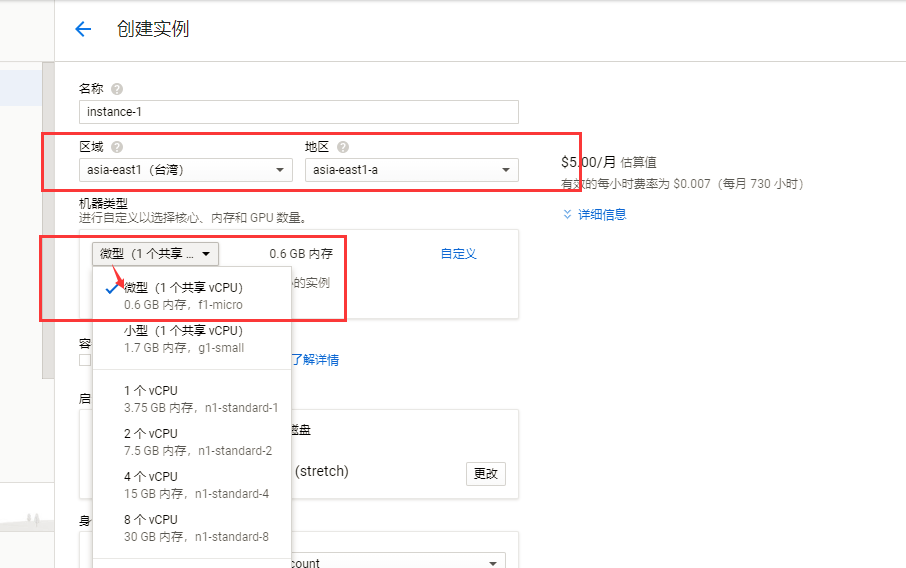 创建实例
名称
instance-1
区域 地区
asia-east1（台湾） asia-east1-a
$5.00/月 估算值
有效的每小时费率为 $0.007（每月 730 小时）
详细信息
机器类型
进行自定义以选择核心、内存和 GPU 数量。
微型（1 个共享 ... 0.6 GB 内存 自定义
微型（1 个共享 vCPU）
0.6 GB 内存，f1-micro
的实例
小型（1 个共享 vCPU）
1.7 GB 内存，g1-small
容
了解详情
1 个 vCPU
3.75 GB 内存，n1-standard-1
启
2 个 vCPU
7.5 GB 内存，n1-standard-2
磁盘
4 个 vCPU
15 GB 内存，n1-standard-4
(stretch) 更改
8 个 vCPU
30 GB 内存，n1-standard-8
身
count